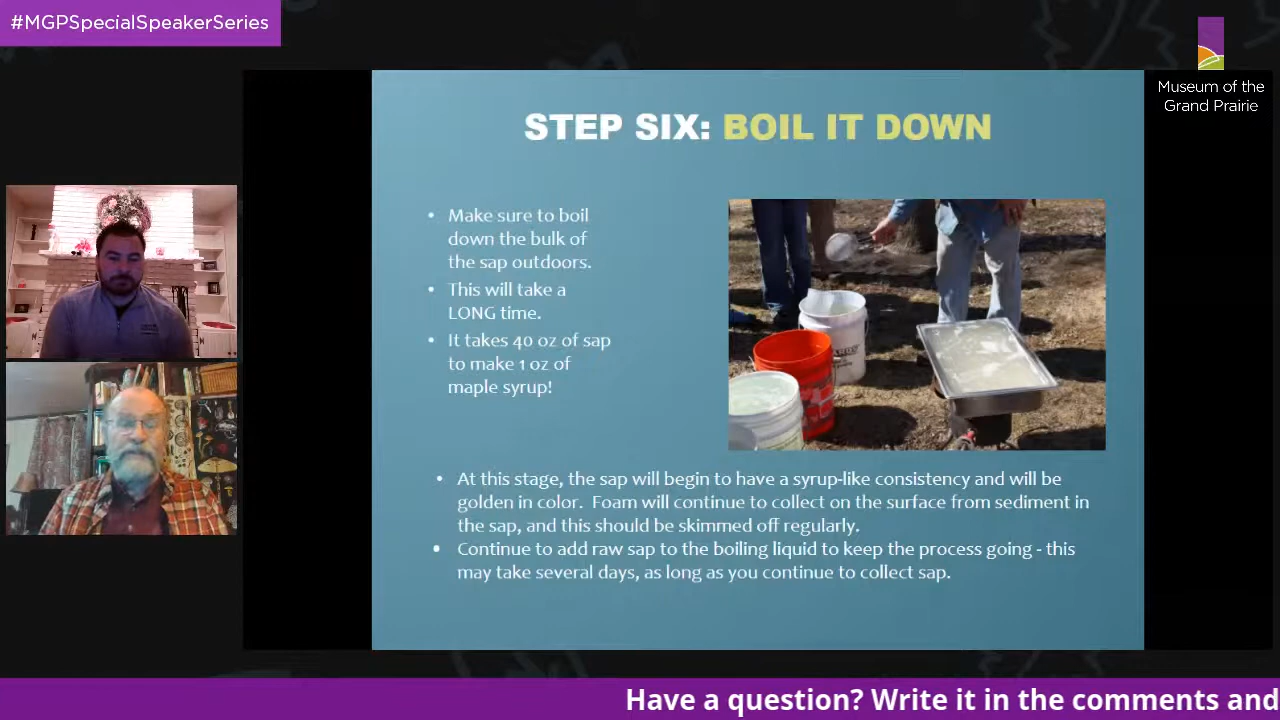 #MGPSpecialSpeakerSeries
Museum of the
Grand Prairie
STEP SIX: BOIL IT DOWN
• Make sure to boil
down the bulk of
the sap outdoors.
• This will take a
LONG time.
• It takes 40 oz of sap
to make 1 oz of
maple syrup!
• At this stage, the sap will begin to have a syrup-like consistency and will be
golden in color. Foam will continue to collect on the surface from sediment in
the sap, and this should be skimmed off regularly.
• Continue to add raw sap to the boiling liquid to keep the process going - this
may take several days, as long as you continue to collect sap.
Have a question? Write it in the comments and